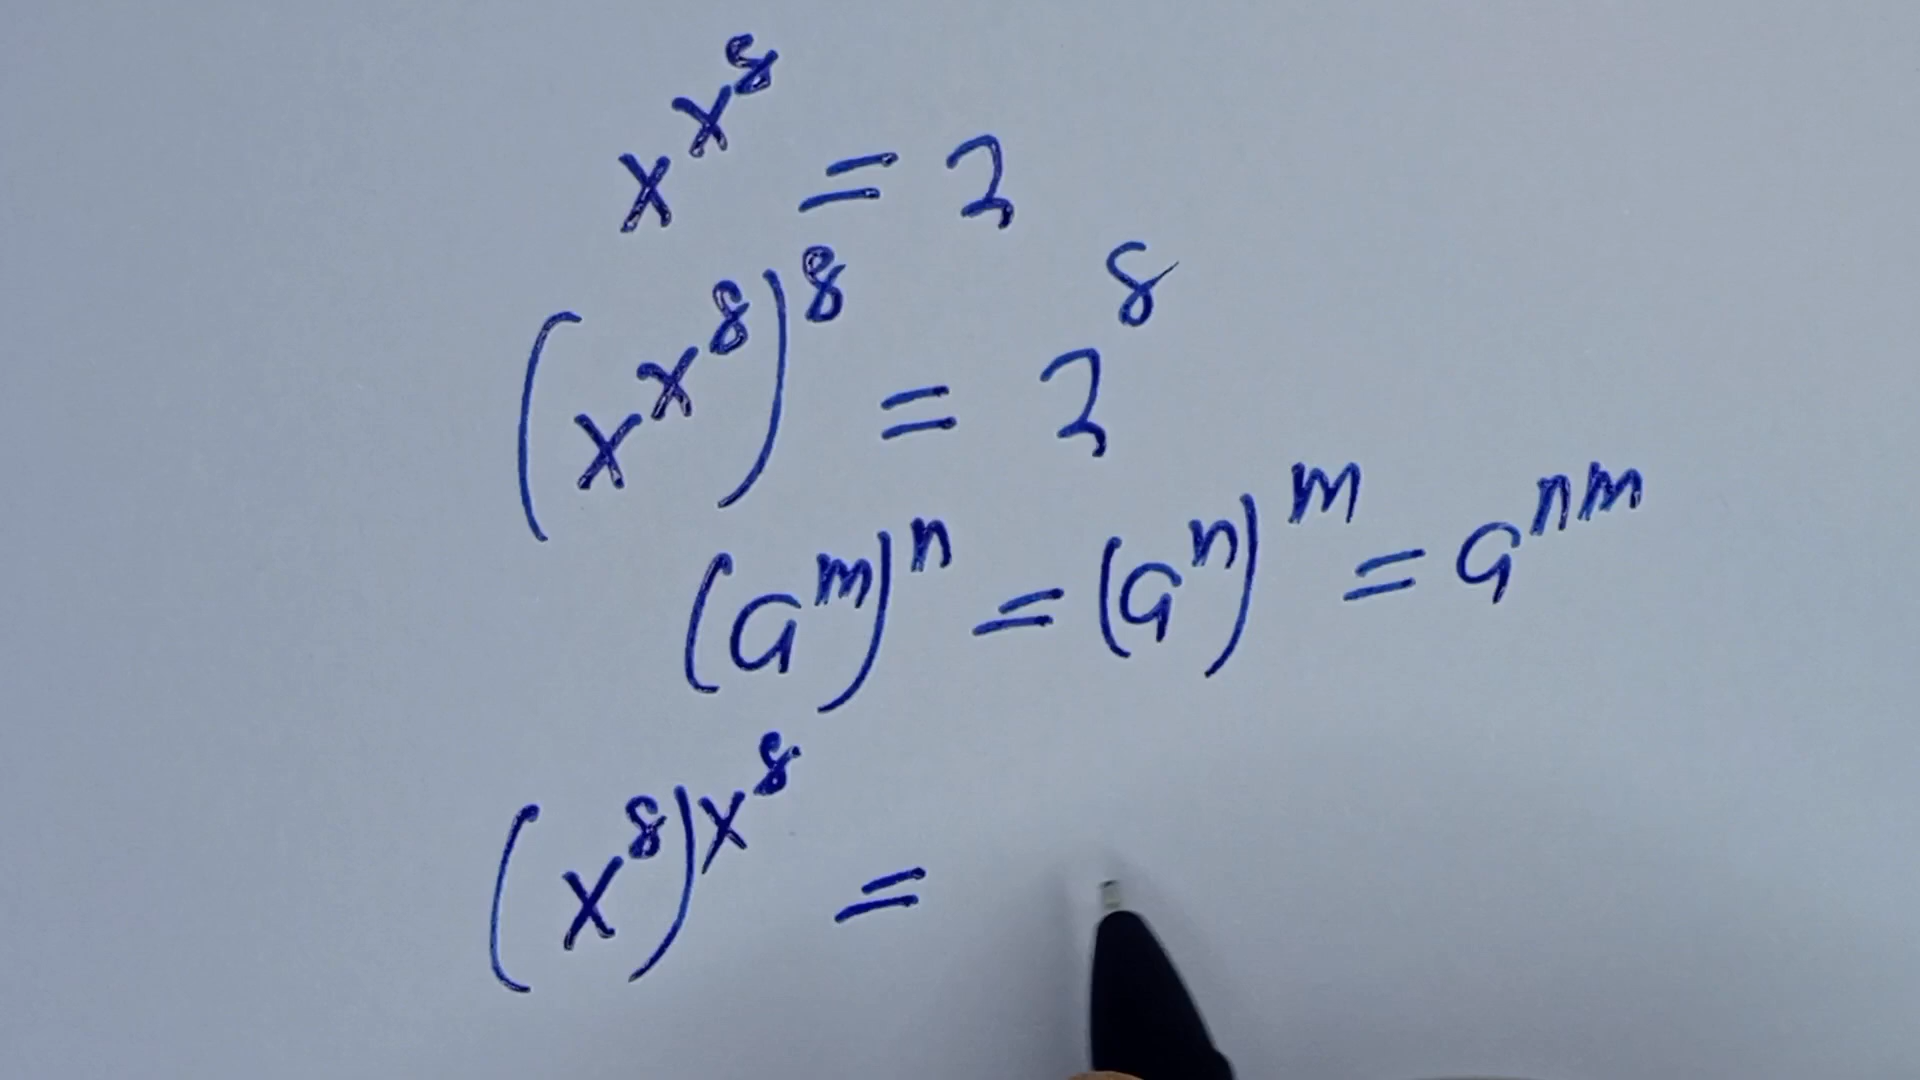 x^{x^8} = 2
(x^{x^8})^8 = 2^8
(a^m)^n = (a^n)^m = a^{nm}
(x^8)^{x^8} =